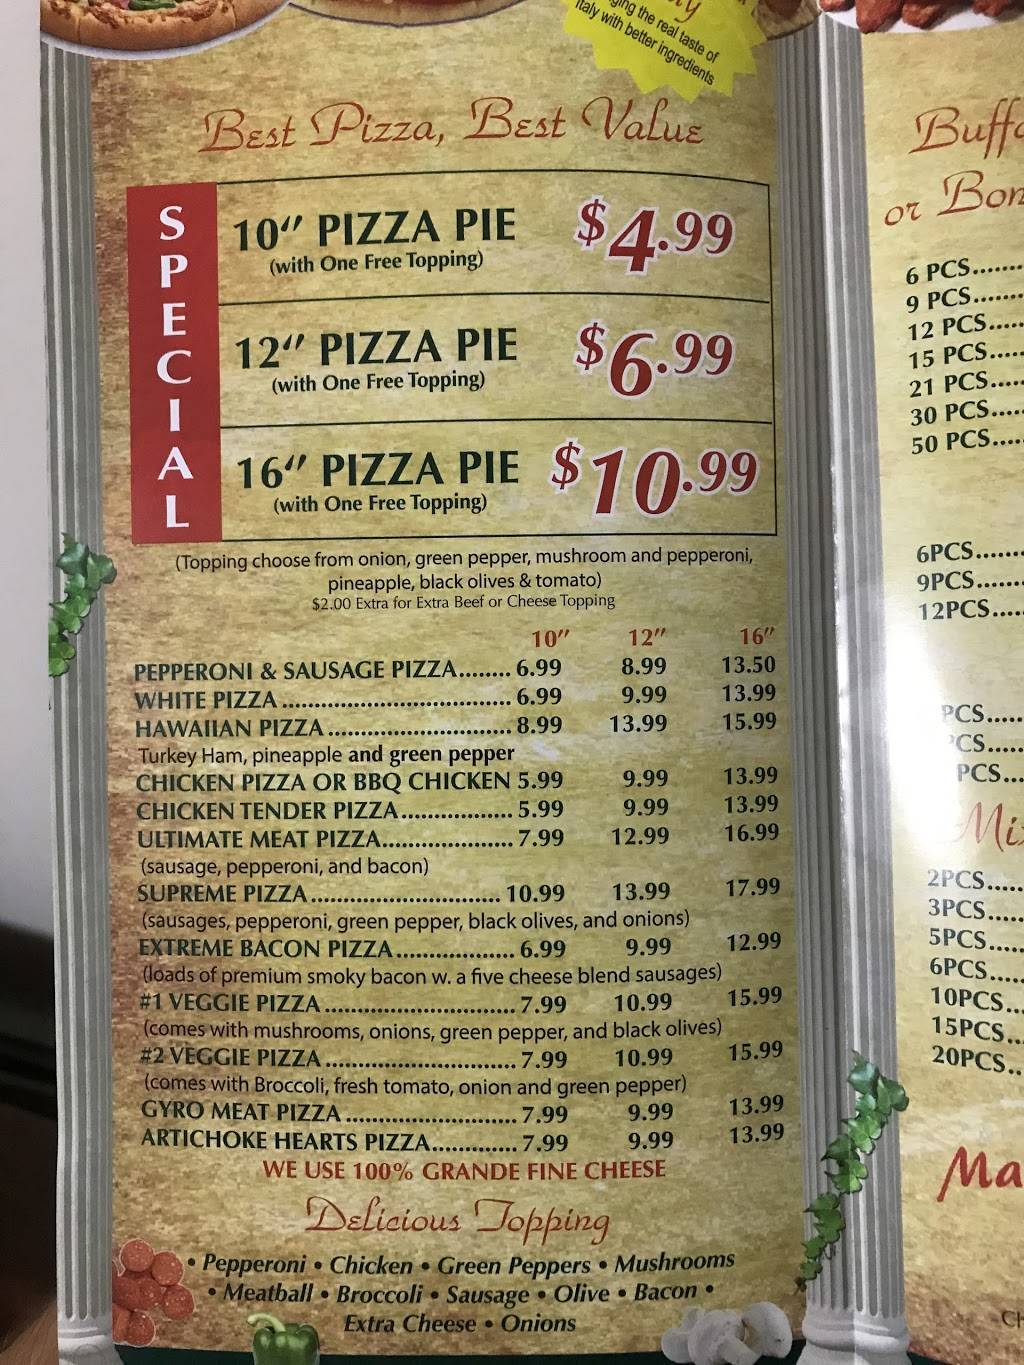 the real taste of
Italy with better ingredients
Best Pizza, Best Value
SPECIAL
10″ PIZZA PIE $4.99
(with One Free Topping)
12″ PIZZA PIE $6.99
(with One Free Topping)
16″ PIZZA PIE $10.99
(with One Free Topping)
(Topping choose from onion, green pepper, mushroom and pepperoni,
pineapple, black olives & tomato)
$2.00 Extra for Extra Beef or Cheese Topping
10″ 12″ 16″
PEPPERONI & SAUSAGE PIZZA........ 6.99 8.99 13.50
WHITE PIZZA .................................... 6.99 9.99 13.99
HAWAIIAN PIZZA ............................. 8.99 13.99 15.99
Turkey Ham, pineapple and green pepper
CHICKEN PIZZA OR BBQ CHICKEN 5.99 9.99 13.99
CHICKEN TENDER PIZZA................. 5.99 9.99 13.99
ULTIMATE MEAT PIZZA.................... 7.99 12.99 16.99
(sausage, pepperoni, and bacon)
SUPREME PIZZA.............................. 10.99 13.99 17.99
(sausages, pepperoni, green pepper, black olives, and onions)
EXTREME BACON PIZZA................... 6.99 9.99 12.99
(loads of premium smoky bacon w. a five cheese blend sausages)
#1 VEGGIE PIZZA .............................. 7.99 10.99 15.99
(comes with mushrooms, onions, green pepper, and black olives)
#2 VEGGIE PIZZA .............................. 7.99 10.99 15.99
(comes with Broccoli, fresh tomato, onion and green pepper)
GYRO MEAT PIZZA ........................... 7.99 9.99 13.99
ARTICHOKE HEARTS PIZZA............. 7.99 9.99 13.99
WE USE 100% GRANDE FINE CHEESE
Delicious Topping
• Pepperoni • Chicken • Green Peppers • Mushrooms
• Meatball • Broccoli • Sausage • Olive • Bacon •
Extra Cheese • Onions
or
6 PCS.......
9 PCS.......
12 PCS.....
15 PCS.....
21 PCS.....
30 PCS.....
50 PCS.....
6PCS.......
9PCS.......
12PCS.....
PCS.....
PCS.....
PCS...
2PCS.....
3PCS.....
5PCS.....
6PCS.....
10PCS...
15PCS...
20PCS..